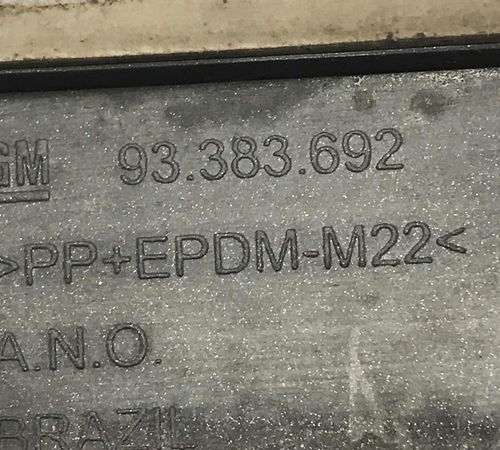 GM 93.383.692
>PP+EPDM-M22<
A.N.O.
BRAZIL